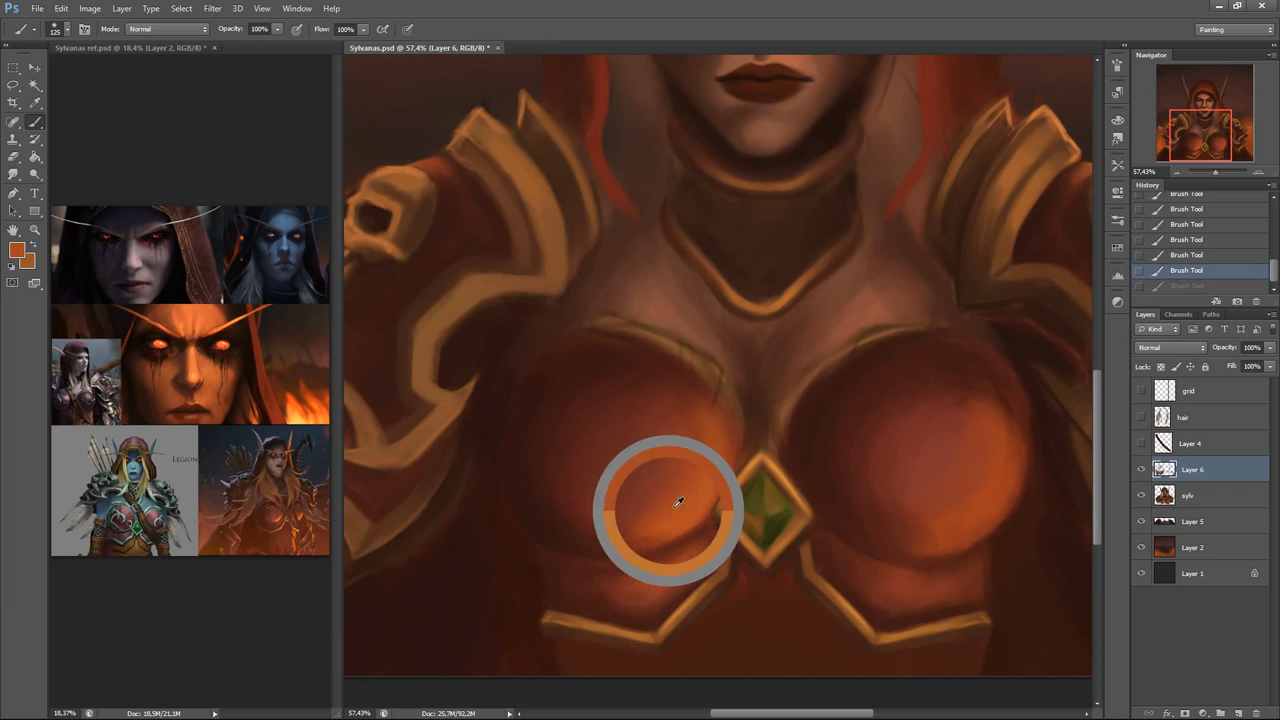 Ps File Edit Image Layer Type Select Filter 3D View Window Help
125 Mode: Normal Opacity: 100% Flow: 100% Painting
Sylvanas ref.psd @ 18,4% (Layer 2, RGB/8) * × Sylvanas.psd @ 57,4% (Layer 6, RGB/8) * ×
Navigator
57,43%
History
Brush Tool
Brush Tool
Brush Tool
Brush Tool
Brush Tool
Brush Tool
Brush Tool
Layers Channels Paths
Kind
Normal Opacity: 100%
Lock: Fill: 100%
grid
hair
Layer 4
Layer 6
sylv
Layer 5
Layer 2
Layer 1
LEGION
18,37% Doc: 18,5M/21,1M 57,43% Doc: 25,7M/92,2M